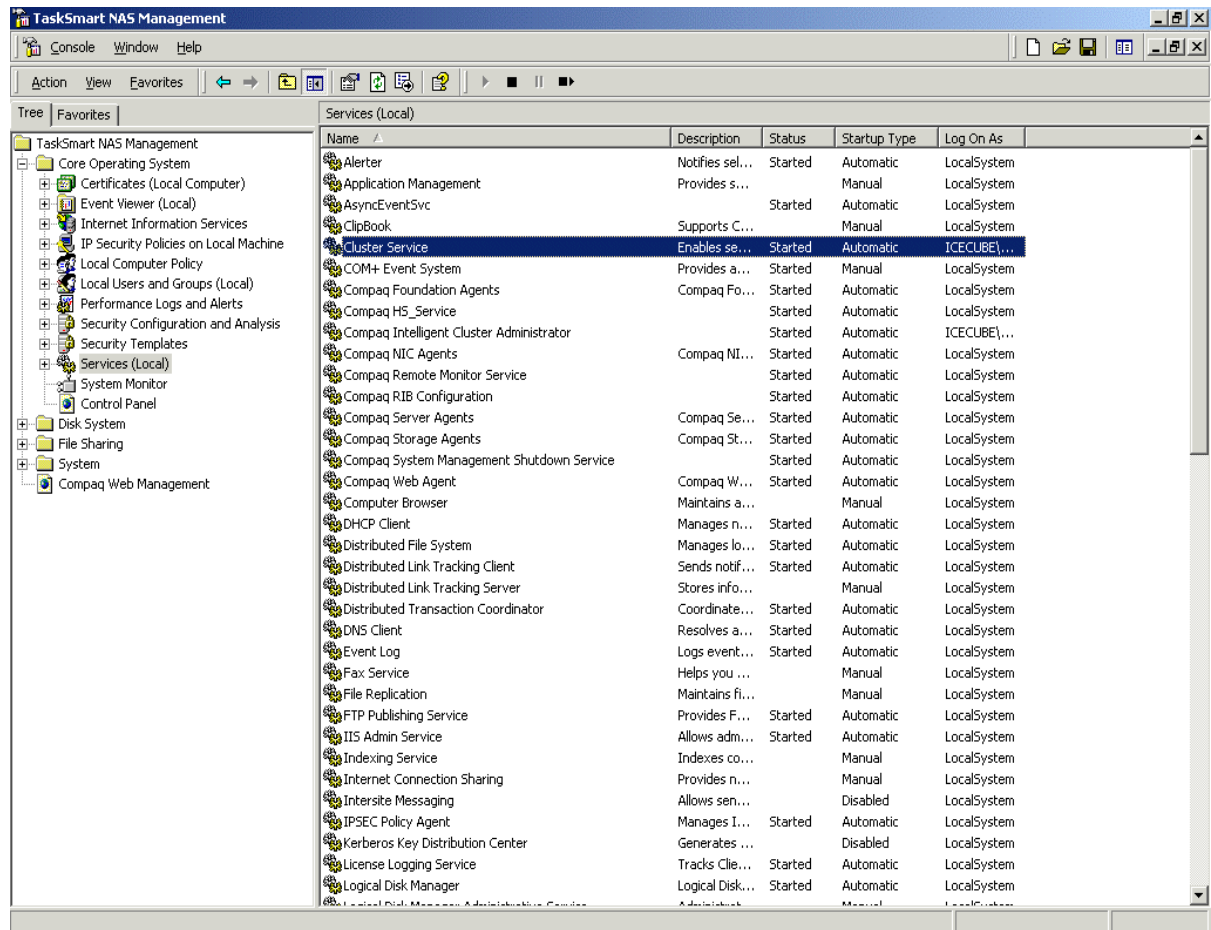 TaskSmart NAS Management
Console Window Help
Action View Favorites
Tree Favorites
Services (Local)
TaskSmart NAS Management
Core Operating System
Certificates (Local Computer)
Event Viewer (Local)
Internet Information Services
IP Security Policies on Local Machine
Local Computer Policy
Local Users and Groups (Local)
Performance Logs and Alerts
Security Configuration and Analysis
Security Templates
Services (Local)
System Monitor
Control Panel
Disk System
File Sharing
System
Compaq Web Management
Name Description Status Startup Type Log On As
Alerter Notifies sel... Started Automatic LocalSystem
Application Management Provides s... Manual LocalSystem
AsyncEventSvc Started Automatic LocalSystem
ClipBook Supports C... Manual LocalSystem
Cluster Service Enables se... Started Automatic ICECUBE\...
COM+ Event System Provides a... Started Manual LocalSystem
Compaq Foundation Agents Compaq Fo... Started Automatic LocalSystem
Compaq HS_Service Started Automatic LocalSystem
Compaq Intelligent Cluster Administrator Started Automatic ICECUBE\...
Compaq NIC Agents Compaq NI... Started Automatic LocalSystem
Compaq Remote Monitor Service Started Automatic LocalSystem
Compaq RIB Configuration Started Automatic LocalSystem
Compaq Server Agents Compaq Se... Started Automatic LocalSystem
Compaq Storage Agents Compaq St... Started Automatic LocalSystem
Compaq System Management Shutdown Service Started Automatic LocalSystem
Compaq Web Agent Compaq W... Started Automatic LocalSystem
Computer Browser Maintains a... Manual LocalSystem
DHCP Client Manages n... Started Automatic LocalSystem
Distributed File System Manages lo... Started Automatic LocalSystem
Distributed Link Tracking Client Sends notif... Started Automatic LocalSystem
Distributed Link Tracking Server Stores info... Manual LocalSystem
Distributed Transaction Coordinator Coordinate... Started Automatic LocalSystem
DNS Client Resolves a... Started Automatic LocalSystem
Event Log Logs event... Started Automatic LocalSystem
Fax Service Helps you ... Manual LocalSystem
File Replication Maintains fi... Manual LocalSystem
FTP Publishing Service Provides F... Started Automatic LocalSystem
IIS Admin Service Allows adm... Started Automatic LocalSystem
Indexing Service Indexes co... Manual LocalSystem
Internet Connection Sharing Provides n... Manual LocalSystem
Intersite Messaging Allows sen... Disabled LocalSystem
IPSEC Policy Agent Manages I... Started Automatic LocalSystem
Kerberos Key Distribution Center Generates ... Disabled LocalSystem
License Logging Service Tracks Clie... Started Automatic LocalSystem
Logical Disk Manager Logical Disk... Started Automatic LocalSystem